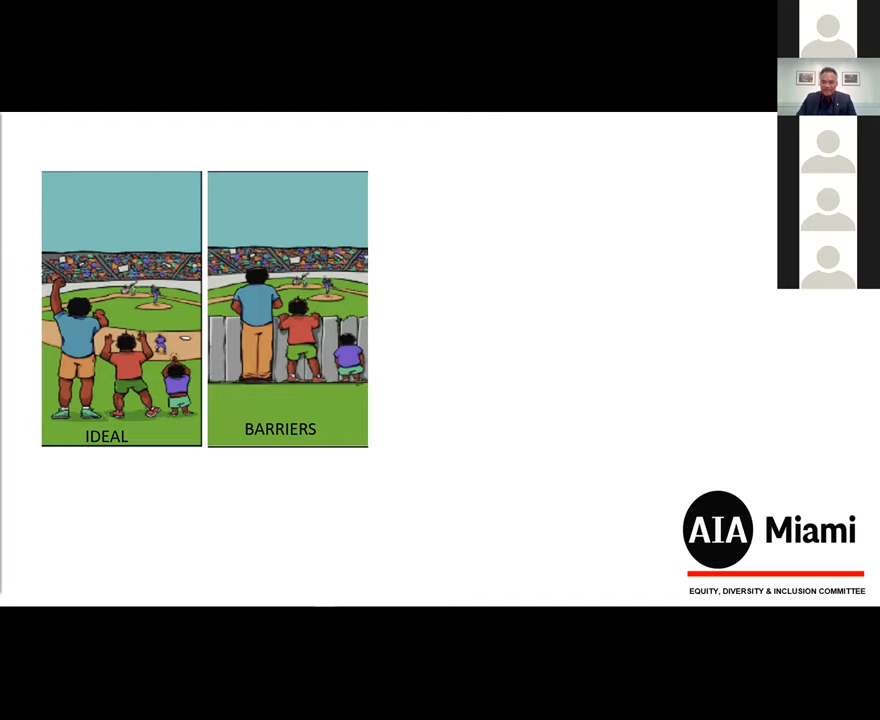 IDEAL
BARRIERS
AIA Miami
EQUITY, DIVERSITY & INCLUSION COMMITTEE